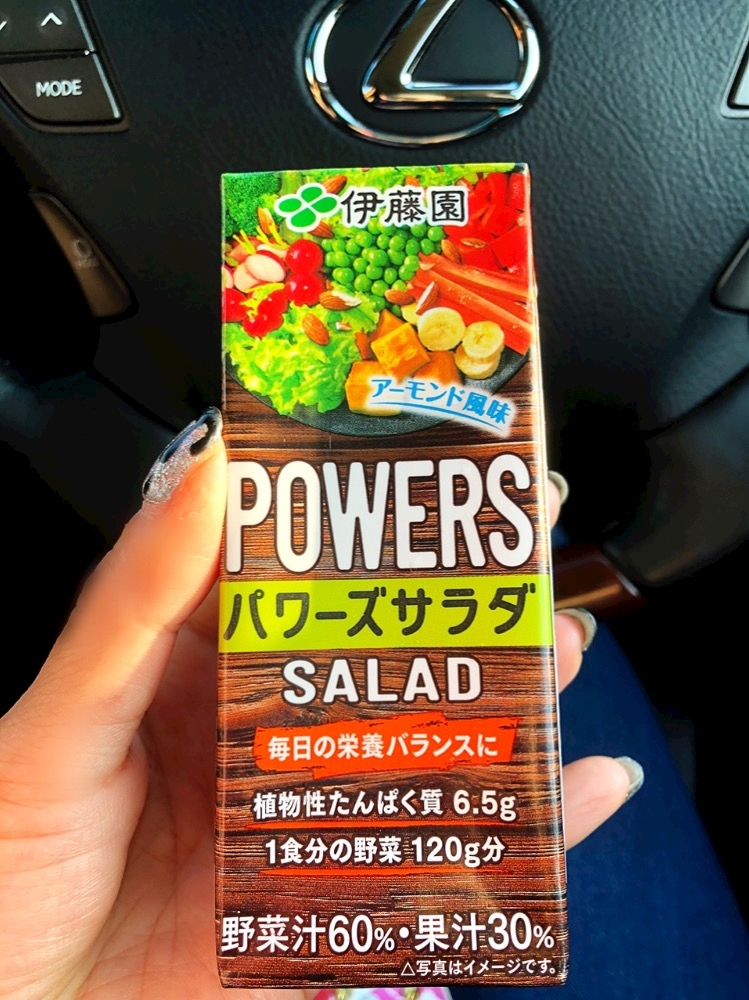 MODE
伊藤園
アーモンド風味
POWERS
パワーズサラダ
SALAD
毎日の栄養バランスに
植物性たんぱく質 6.5g
1食分の野菜 120g分
野菜汁60%・果汁30%
△写真はイメージです。